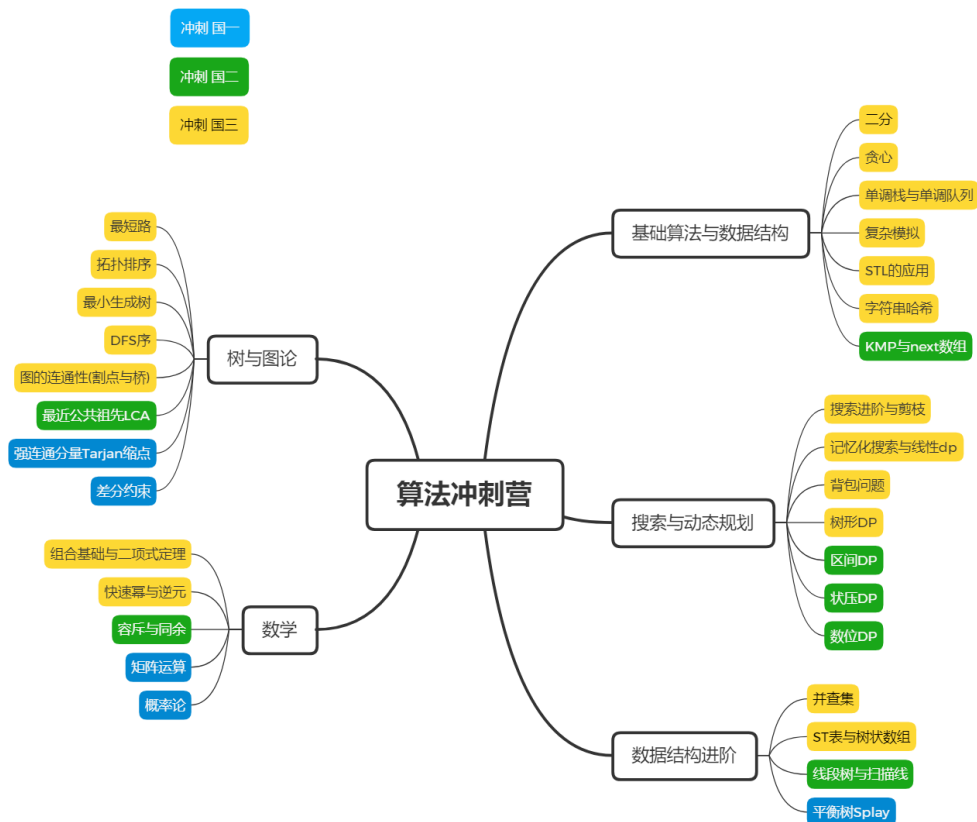 冲刺 国一
冲刺 国二
冲刺 国三
算法冲刺营
基础算法与数据结构
二分
贪心
单调栈与单调队列
复杂模拟
STL的应用
字符串哈希
KMP与next数组
搜索与动态规划
搜索进阶与剪枝
记忆化搜索与线性dp
背包问题
树形DP
区间DP
状压DP
数位DP
数据结构进阶
并查集
ST表与树状数组
线段树与扫描线
平衡树Splay
树与图论
最短路
拓扑排序
最小生成树
DFS序
图的连通性(割点与桥)
最近公共祖先LCA
强连通分量Tarjan缩点
差分约束
数学
组合基础与二项式定理
快速幂与逆元
容斥与同余
矩阵运算
概率论